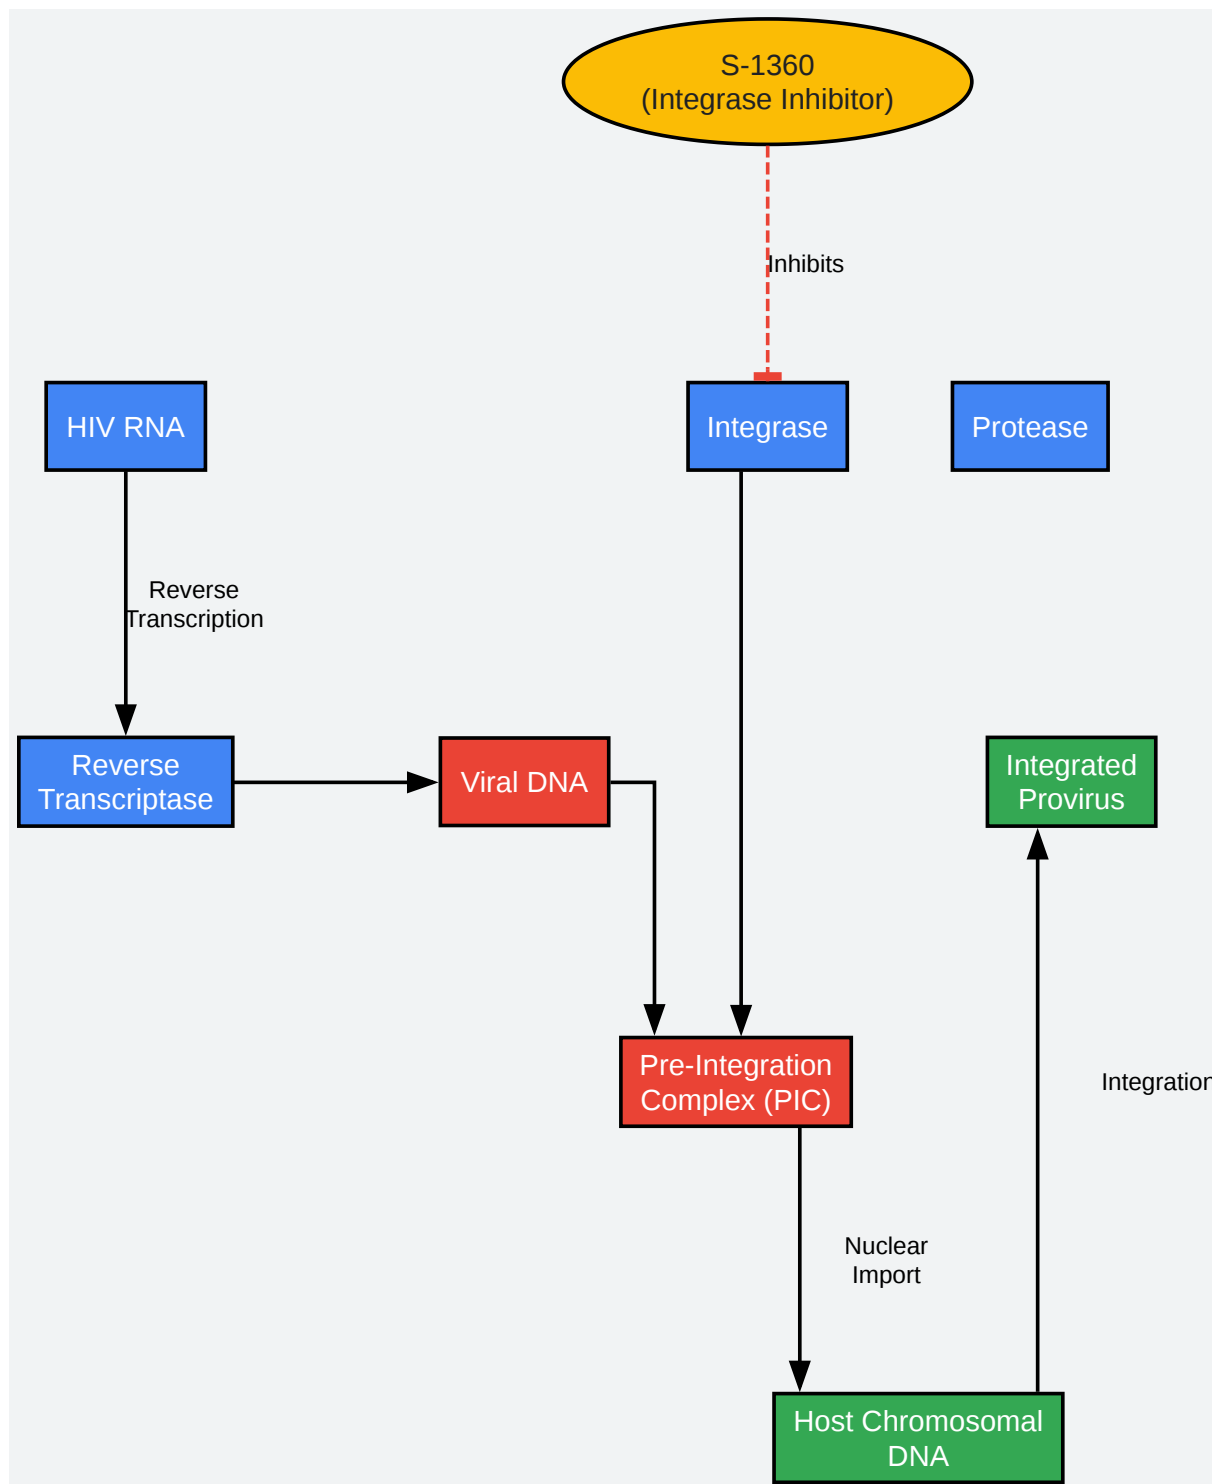 S-1360
(Integrase Inhibitor)
Inhibits
HIV RNA
Integrase
Protease
Reverse
Transcription
Reverse
Transcriptase
Viral DNA
Integrated
Provirus
Pre-Integration
Complex (PIC)
Integration
Nuclear
Import
Host Chromosomal
DNA